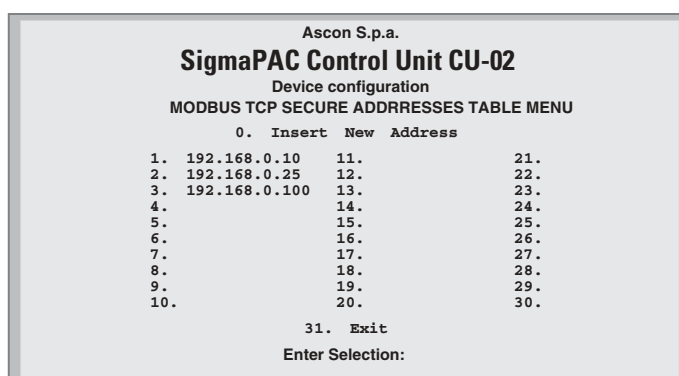 Ascon S.p.a.
SigmaPAC Control Unit CU-02
Device configuration
MODBUS TCP SECURE ADDRRESSES TABLE MENU
0. Insert New Address
1. 192.168.0.10 11. 21.
2. 192.168.0.25 12. 22.
3. 192.168.0.100 13. 23.
4. 14. 24.
5. 15. 25.
6. 16. 26.
7. 17. 27.
8. 18. 28.
9. 19. 29.
10. 20. 30.
31. Exit
Enter Selection: